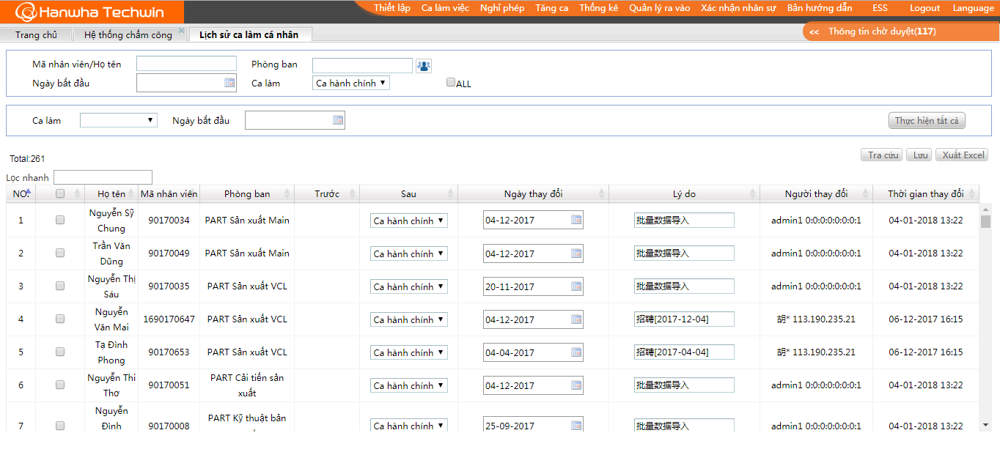 Hanwha Techwin
Thiết lập Ca làm việc Nghỉ phép Tăng ca Thống kê Quản lý ra vào Xác nhận nhân sự Bản hướng dẫn ESS Logout Language
Trang chủ Hệ thống chấm công Lịch sử ca làm cá nhân << Thông tin chờ duyệt(117)
Mã nhân viên/Họ tên Phòng ban
Ngày bắt đầu Ca làm Ca hành chính ALL
Ca làm Ngày bắt đầu Thực hiện tất cả
Tra cứu Lưu Xuất Excel
Total:261
Lọc nhanh
NO. Họ tên Mã nhân viên Phòng ban Trước Sau Ngày thay đổi Lý do Người thay đổi Thời gian thay đổi
1 Nguyễn Sỹ Chung 90170034 PART Sản xuất Main Ca hành chính 04-12-2017 批量数据导入 admin1 0:0:0:0:0:0:0:1 04-01-2018 13:22
2 Trần Văn Dũng 90170049 PART Sản xuất Main Ca hành chính 04-12-2017 批量数据导入 admin1 0:0:0:0:0:0:0:1 04-01-2018 13:22
3 Nguyễn Thị Sáu 90170035 PART Sản xuất VCL Ca hành chính 20-11-2017 批量数据导入 admin1 0:0:0:0:0:0:0:1 04-01-2018 13:22
4 Nguyễn Văn Mai 1690170647 PART Sản xuất VCL Ca hành chính 04-12-2017 招聘[2017-12-04] 胡* 113.190.235.21 06-12-2017 16:15
5 Tạ Đình Phong 90170653 PART Sản xuất VCL Ca hành chính 04-04-2017 招聘[2017-04-04] 胡* 113.190.235.21 06-12-2017 16:15
6 Nguyễn Thi Thơ 90170051 PART Cải tiến sản xuất Ca hành chính 04-12-2017 批量数据导入 admin1 0:0:0:0:0:0:0:1 04-01-2018 13:22
7 Nguyễn Đình 90170008 PART Kỹ thuật bản Ca hành chính 25-09-2017 批量数据导入 admin1 0:0:0:0:0:0:0:1 04-01-2018 13:22